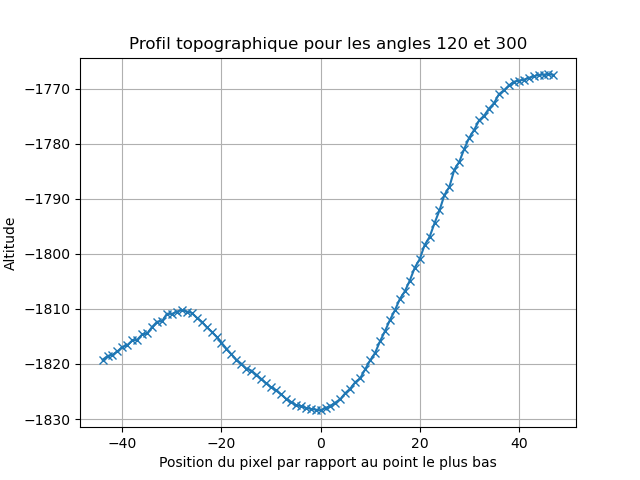 Profil topographique pour les angles 120 et 300
−1770
−1780
−1790
−1800
−1810
−1820
−1830
Altitude
−40 −20 0 20 40
Position du pixel par rapport au point le plus bas